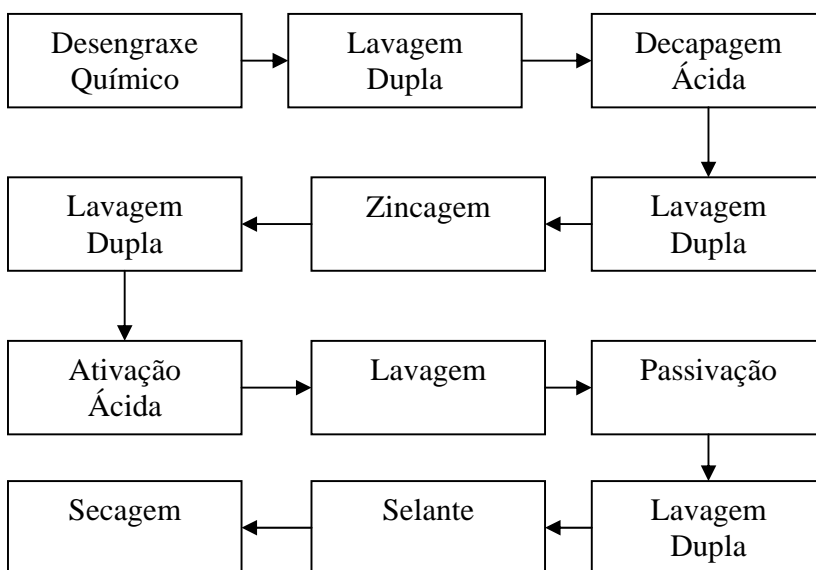 Desengraxe
Químico
Lavagem
Dupla
Decapagem
Ácida
Lavagem
Dupla
Zincagem
Lavagem
Dupla
Ativação
Ácida
Lavagem
Passivação
Lavagem
Dupla
Selante
Secagem